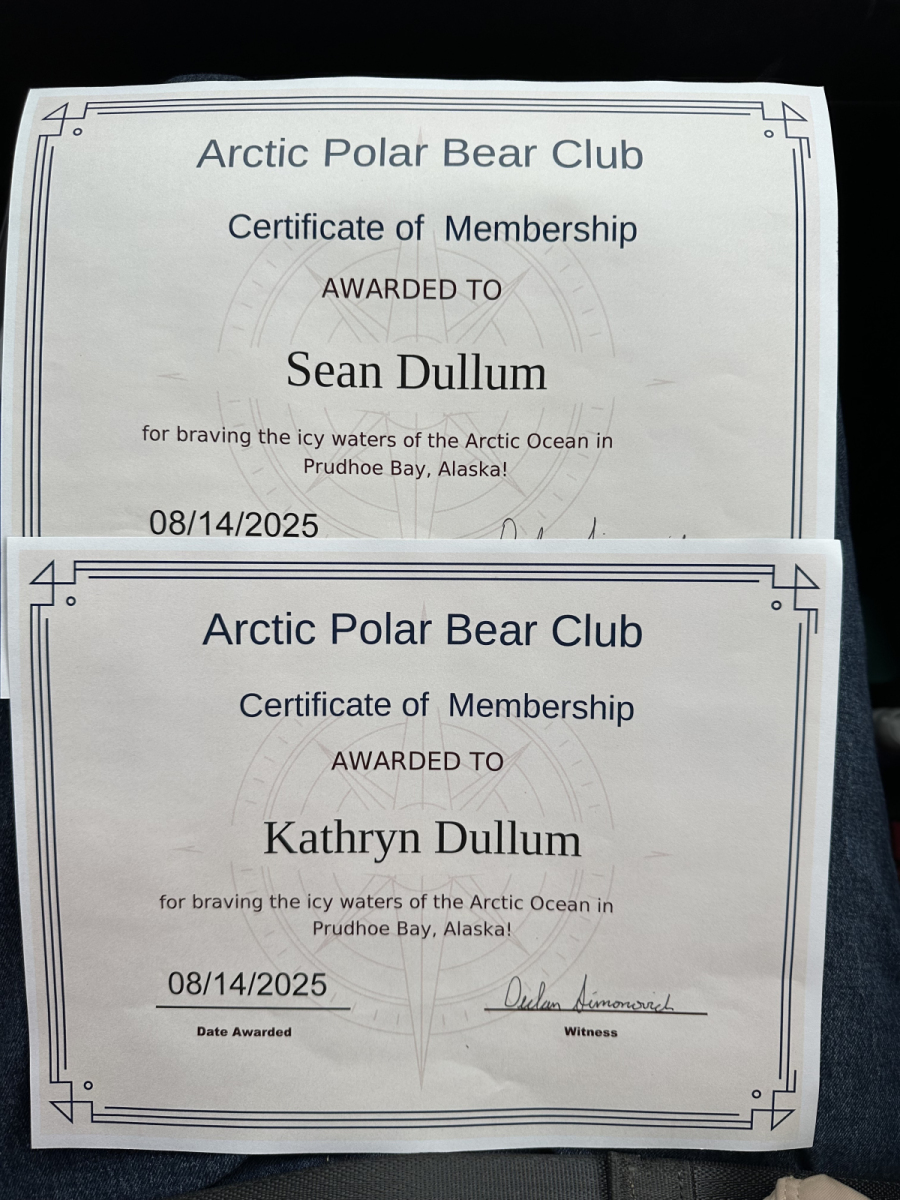 Arctic Polar Bear Club
Certificate of Membership
AWARDED TO
Sean Dullum
for braving the icy waters of the Arctic Ocean in
Prudhoe Bay, Alaska!
08/14/2025
Arctic Polar Bear Club
Certificate of Membership
AWARDED TO
Kathryn Dullum
for braving the icy waters of the Arctic Ocean in
Prudhoe Bay, Alaska!
08/14/2025
Date Awarded
Witness